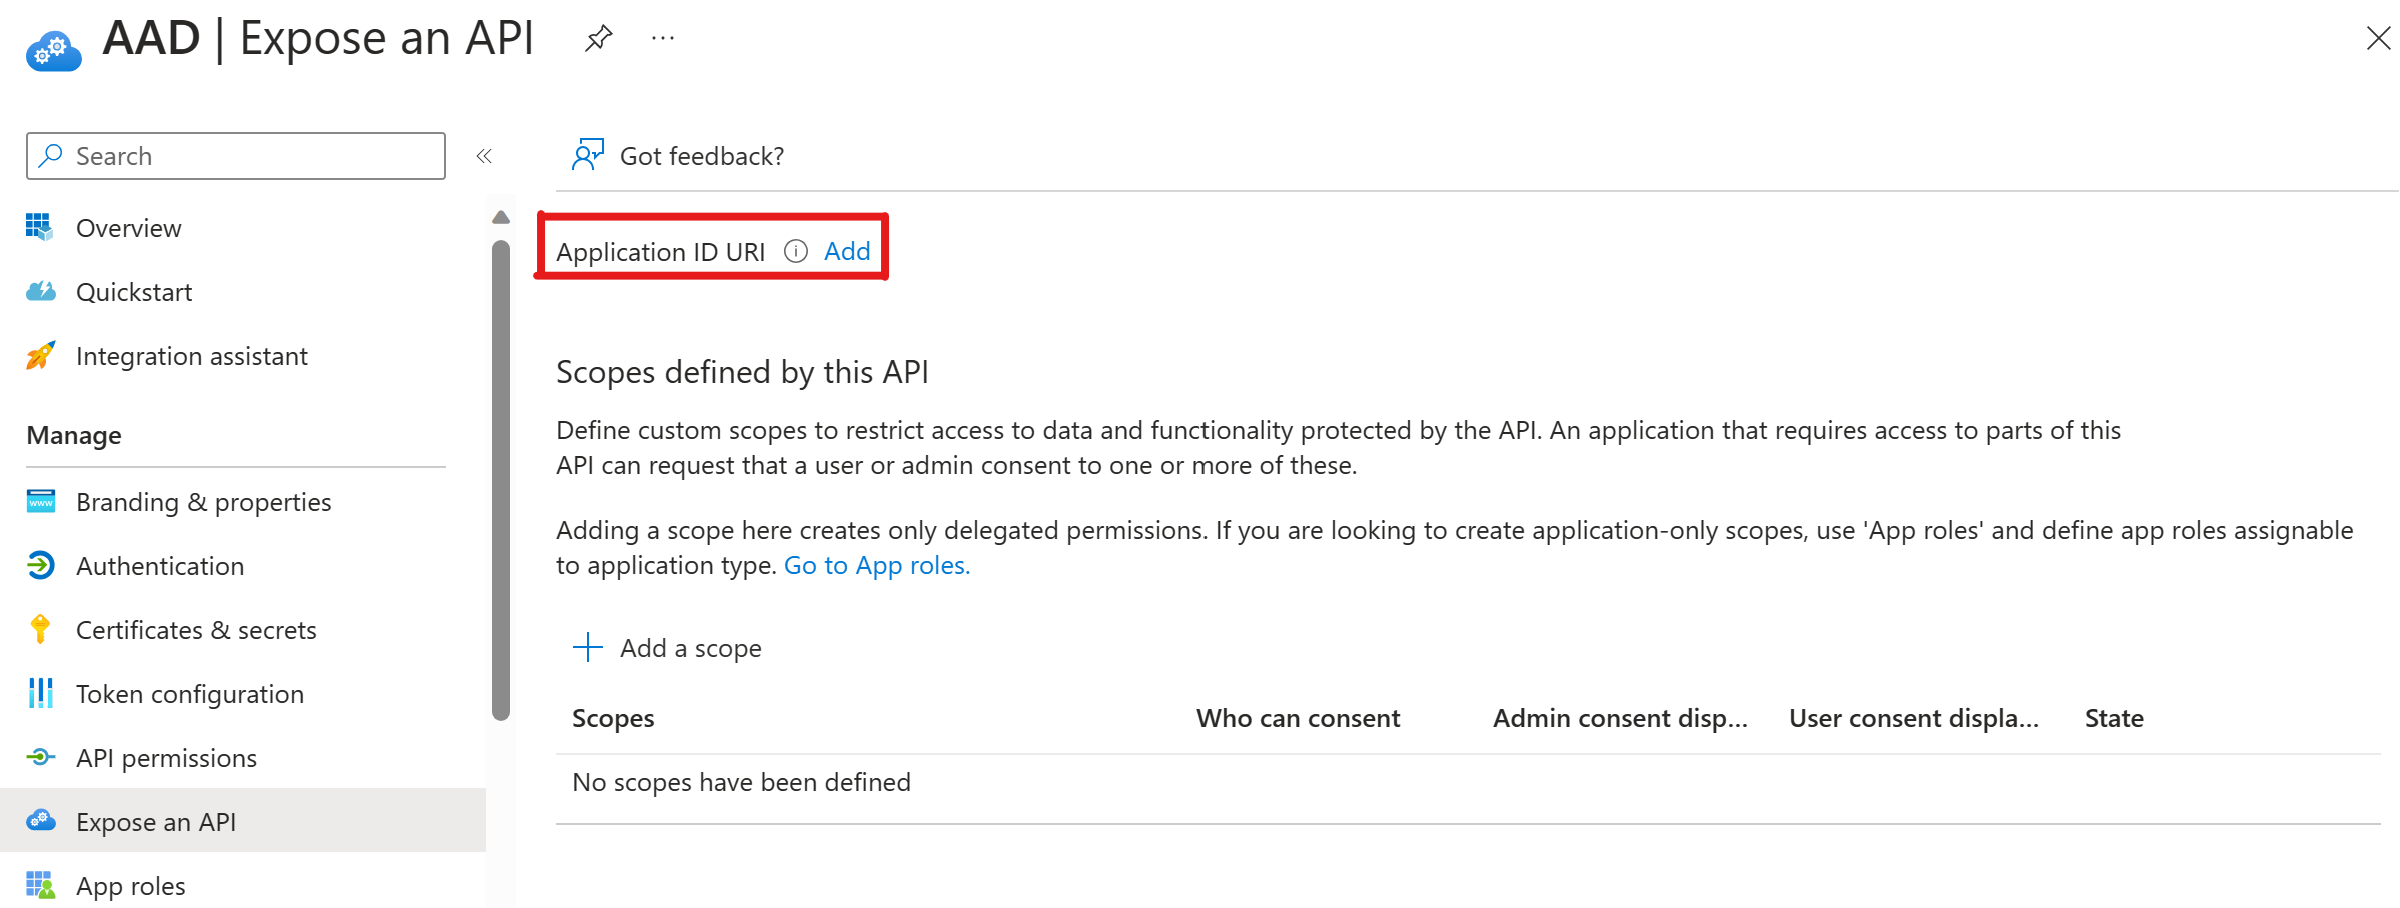 AAD | Expose an API
Search
Overview
Quickstart
Integration assistant
Manage
Branding & properties
Authentication
Certificates & secrets
Token configuration
API permissions
Expose an API
App roles
Got feedback?
Application ID URI Add
Scopes defined by this API
Define custom scopes to restrict access to data and functionality protected by the API. An application that requires access to parts of this
API can request that a user or admin consent to one or more of these.
Adding a scope here creates only delegated permissions. If you are looking to create application-only scopes, use 'App roles' and define app roles assignable
to application type. Go to App roles.
Add a scope
Scopes Who can consent Admin consent disp... User consent displa... State
No scopes have been defined